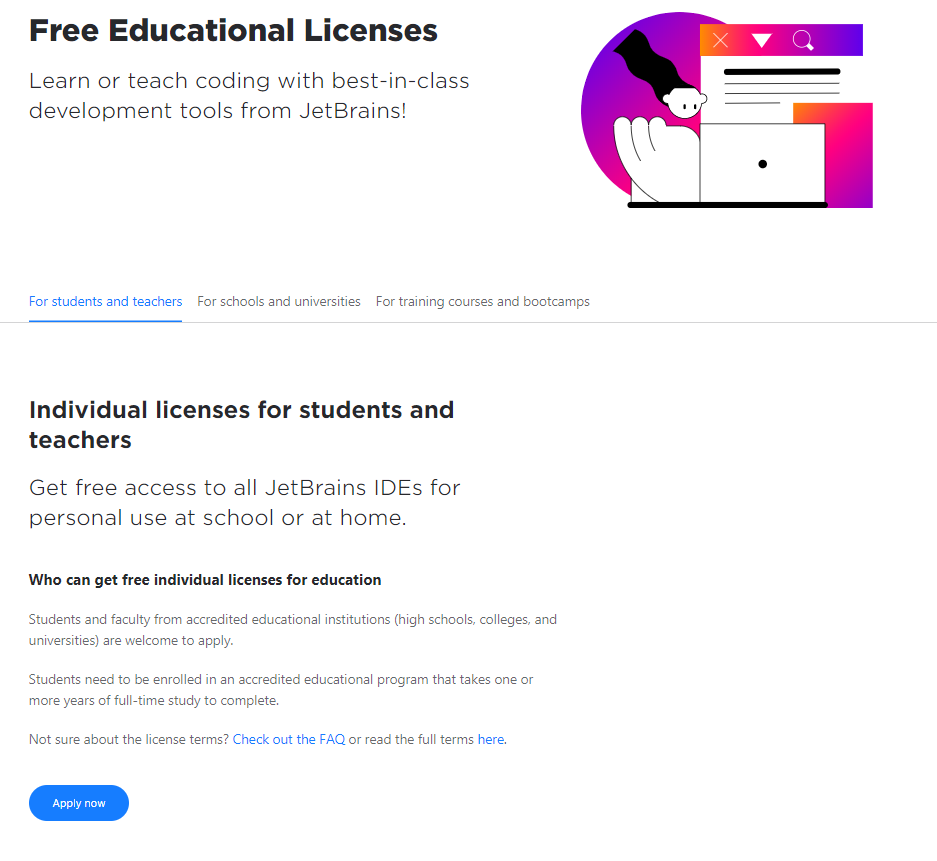 Free Educational Licenses
Learn or teach coding with best-in-class
development tools from JetBrains!
For students and teachers
For schools and universities
For training courses and bootcamps
Individual licenses for students and
teachers
Get free access to all JetBrains IDEs for
personal use at school or at home.
Who can get free individual licenses for education
Students and faculty from accredited educational institutions (high schools, colleges, and
universities) are welcome to apply.
Students need to be enrolled in an accredited educational program that takes one or
more years of full-time study to complete.
Not sure about the license terms? Check out the FAQ or read the full terms here.
Apply now